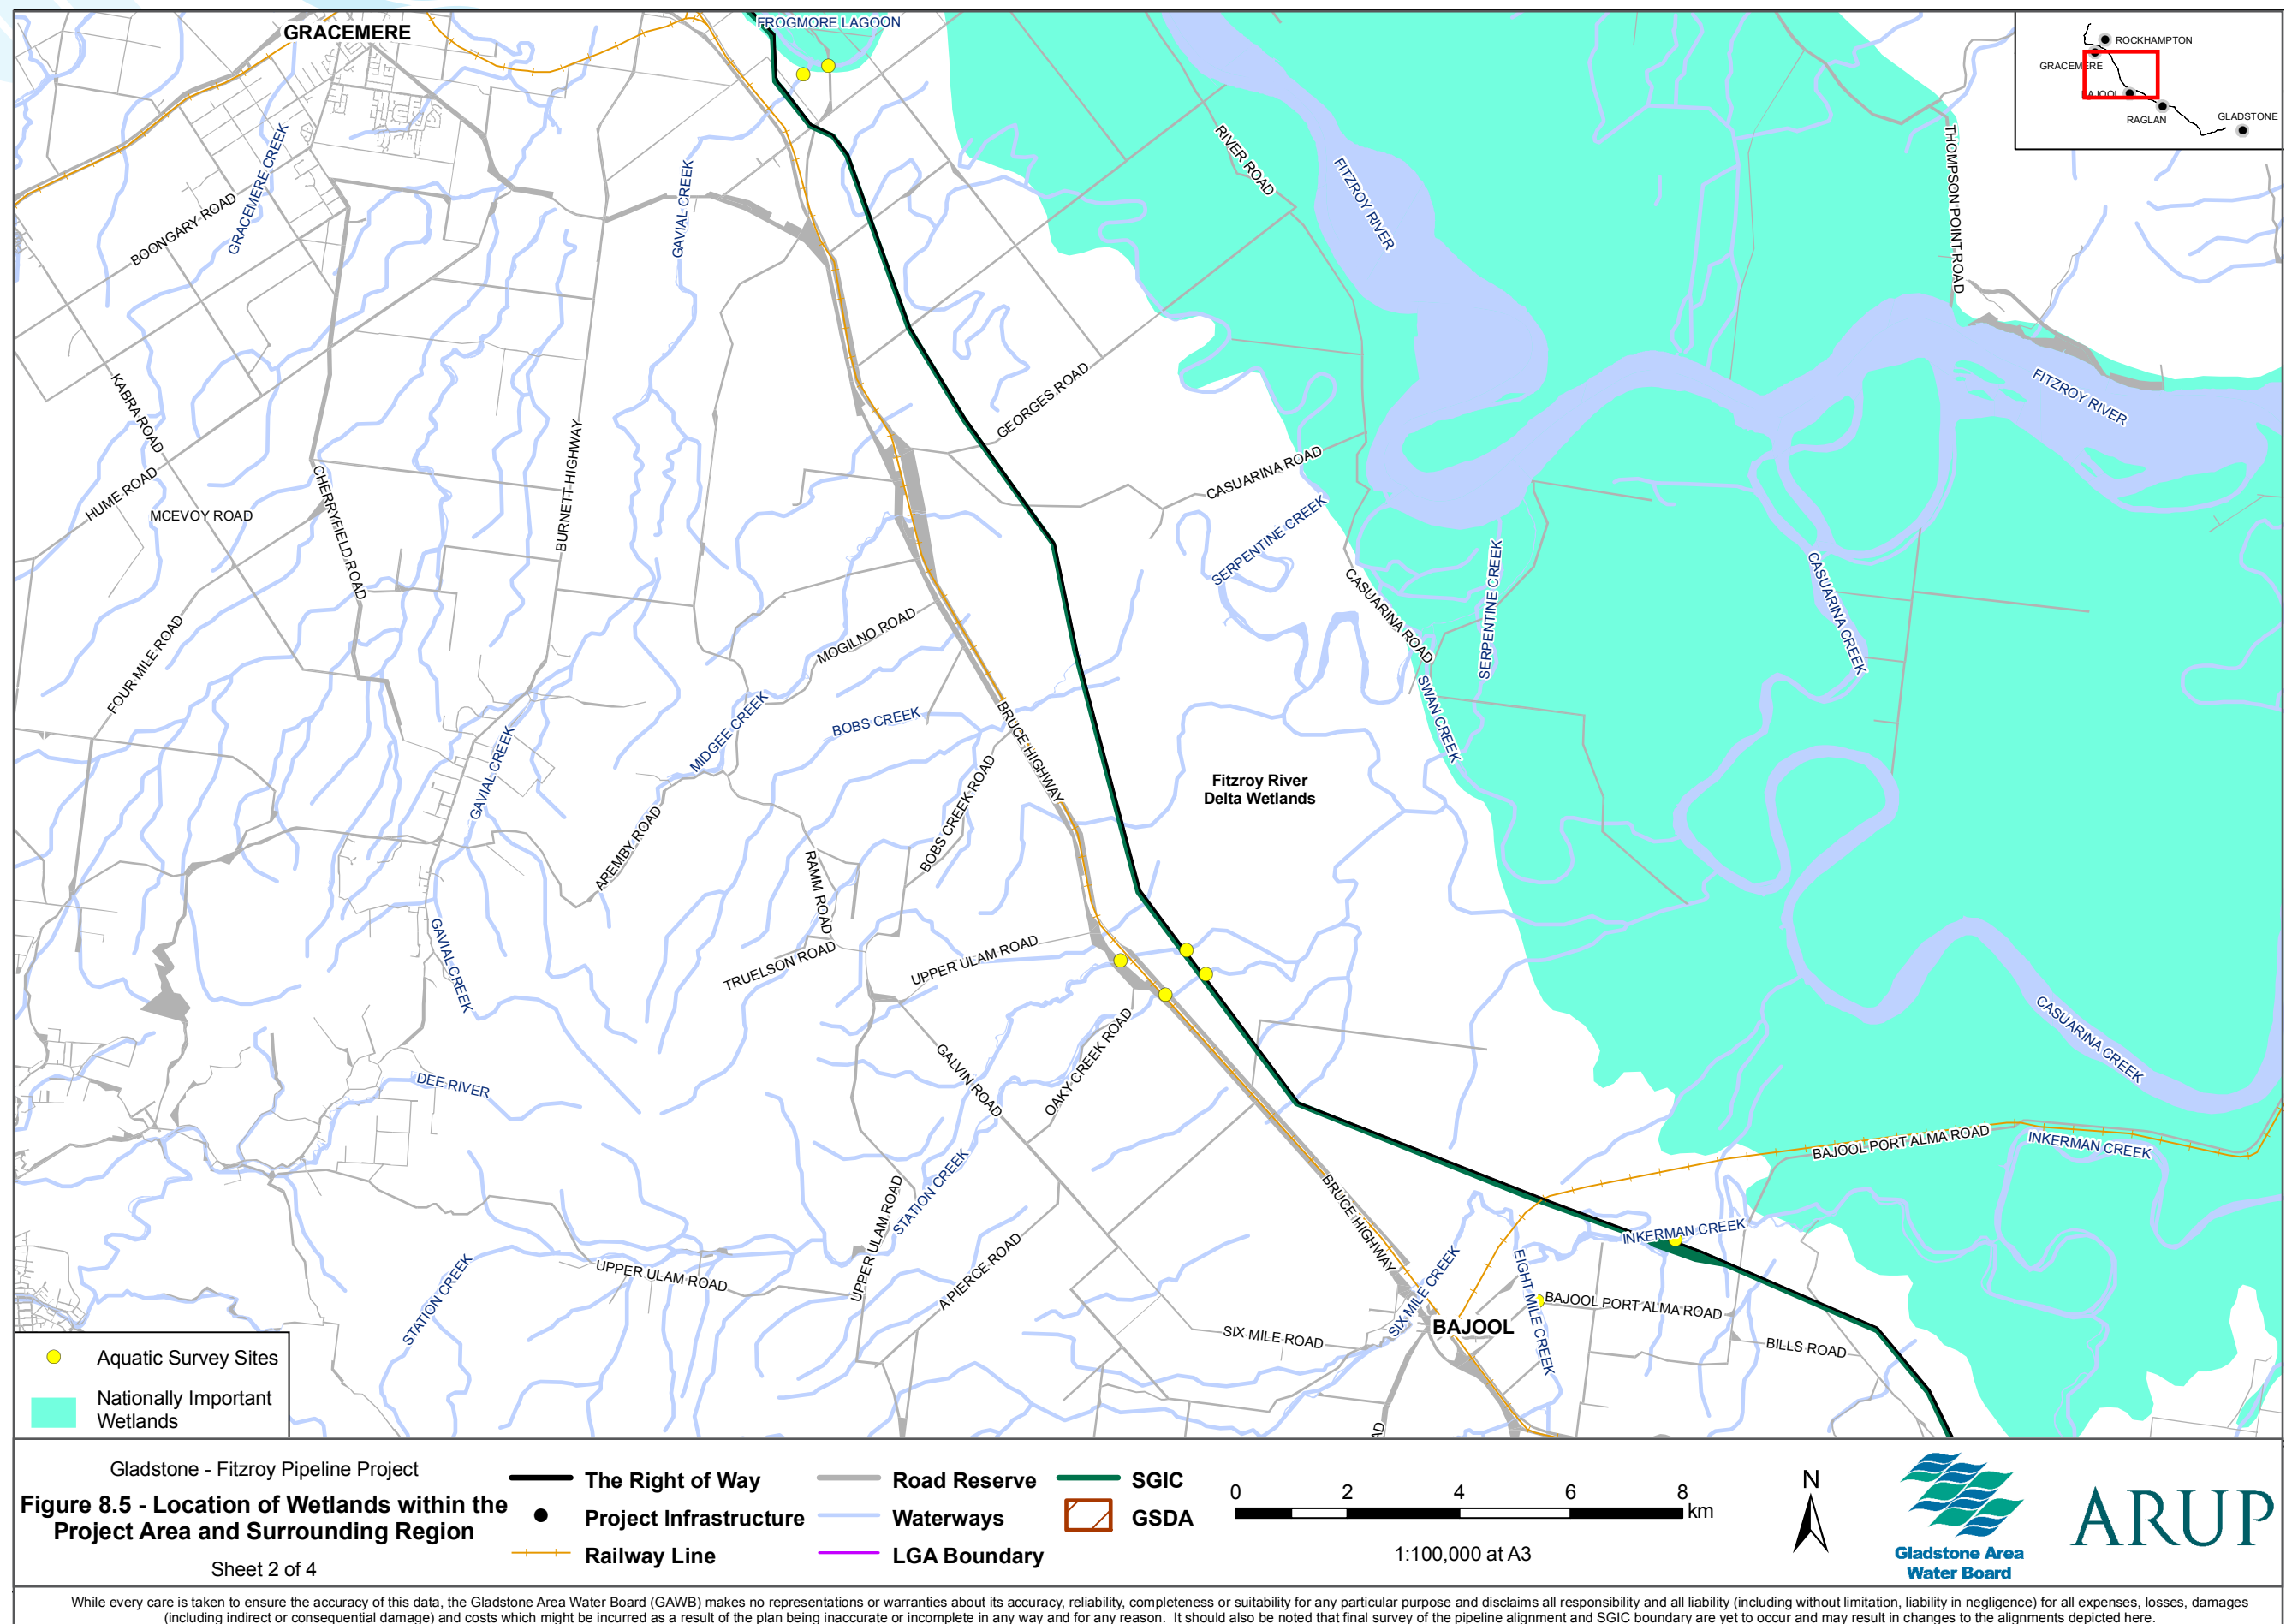 GRACEMERE
FROGMORE LAGOON
ROCKHAMPTON
GRACEMERE
BAJOOL
RAGLAN
GLADSTONE
BOONGARY ROAD
GRACEMERE CREEK
GAVIAL CREEK
RIVER ROAD
FITZROY RIVER
THOMPSON POINT ROAD
FITZROY RIVER
KABRA ROAD
HUME ROAD
MCEVOY ROAD
CHERRYFIELD ROAD
BURNETT HIGHWAY
GEORGES ROAD
CASUARINA ROAD
SERPENTINE CREEK
CASUARINA ROAD
SERPENTINE CREEK
SWAN CREEK
CASUARINA CREEK
FOUR MILE ROAD
MOGILNO ROAD
MIDGEE CREEK
BOBS CREEK
BRUCE HIGHWAY
BOBS CREEK ROAD
GAVIAL CREEK
AREMBY ROAD
RAMM ROAD
Fitzroy River
Delta Wetlands
GAVIAL CREEK
TRUELSON ROAD
UPPER ULAM ROAD
DEE RIVER
GALVIN ROAD
OAKY CREEK ROAD
CASUARINA CREEK
STATION CREEK
UPPER ULAM ROAD
UPPER ULAM ROAD
STATION CREEK
A PIERCE ROAD
BRUCE HIGHWAY
BAJOOL PORT ALMA ROAD
INKERMAN CREEK
INKERMAN CREEK
SIX MILE CREEK
EIGHT MILE CREEK
BAJOOL PORT ALMA ROAD
SIX MILE ROAD
BAJOOL
BILLS ROAD
AD
Aquatic Survey Sites
Nationally Important
Wetlands
Gladstone - Fitzroy Pipeline Project
Figure 8.5 - Location of Wetlands within the
Project Area and Surrounding Region
Sheet 2 of 4
The Right of Way
Project Infrastructure
Railway Line
Road Reserve
Waterways
LGA Boundary
SGIC
GSDA
0 2 4 6 8
km
1:100,000 at A3
N
Gladstone Area
Water Board
ARUP
While every care is taken to ensure the accuracy of this data, the Gladstone Area Water Board (GAWB) makes no representations or warranties about its accuracy, reliability, completeness or suitability for any particular purpose and disclaims all responsibility and all liability (including without limitation, liability in negligence) for all expenses, losses, damages
(including indirect or consequential damage) and costs which might be incurred as a result of the plan being inaccurate or incomplete in any way and for any reason. It should also be noted that final survey of the pipeline alignment and SGIC boundary are yet to occur and may result in changes to the alignments depicted here.